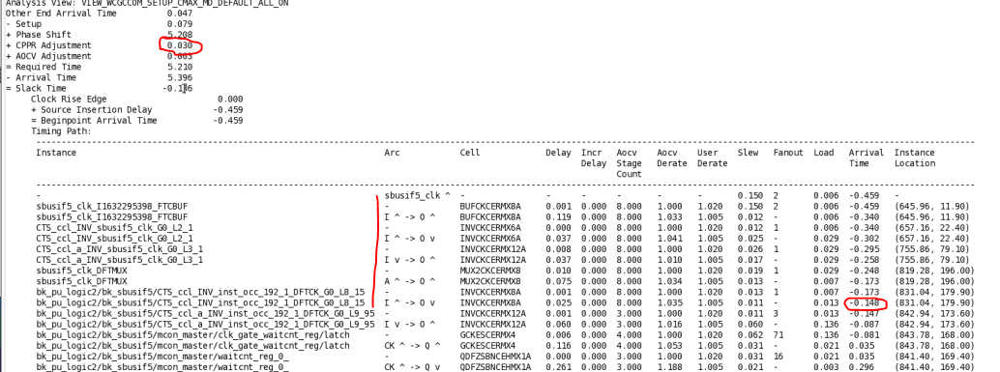 Analysis View: VIEW_WCGCCOM_SETUP_CMAX_MD_DEFAULT_ALL_ON
Other End Arrival Time 0.047
- Setup 0.079
+ Phase Shift 5.208
+ CPPR Adjustment 0.030
+ AOCV Adjustment 0.003
= Required Time 5.210
- Arrival Time 5.396
= Slack Time -0.186
Clock Rise Edge 0.000
+ Source Insertion Delay -0.459
= Beginpoint Arrival Time -0.459
Timing Path:
Instance Arc Cell Delay Incr Aocv Aocv User Slew Fanout Load Arrival Instance
Delay Stage Derate Derate Time Location
Count
- sbusif5_clk ^ - - - - - - 0.150 2 0.006 -0.459 -
sbusif5_clk_I1632295398_FTCBUF - BUFCKCERMX8A 0.001 0.000 8.000 1.000 1.020 0.150 2 0.006 -0.459 (645.96, 11.90)
sbusif5_clk_I1632295398_FTCBUF I ^ -> O ^ BUFCKCERMX8A 0.119 0.000 8.000 1.033 1.005 0.012 - 0.006 -0.340 (645.96, 11.90)
CTS_ccl_INV_sbusif5_clk_G0_L2_1 - INVCKCERMX6A 0.000 0.000 8.000 1.000 1.020 0.012 1 0.006 -0.340 (657.16, 22.40)
CTS_ccl_INV_sbusif5_clk_G0_L2_1 I ^ -> O v INVCKCERMX6A 0.037 0.000 8.000 1.041 1.005 0.025 - 0.029 -0.302 (657.16, 22.40)
CTS_ccl_a_INV_sbusif5_clk_G0_L3_1 - INVCKCERMX12A 0.008 0.000 8.000 1.000 1.020 0.026 1 0.029 -0.295 (755.86, 79.10)
CTS_ccl_a_INV_sbusif5_clk_G0_L3_1 I v -> O ^ INVCKCERMX12A 0.037 0.000 8.000 1.010 1.005 0.017 - 0.029 -0.258 (755.86, 79.10)
sbusif5_clk_DFTMUX - MUX2CKCERMX8 0.010 0.000 8.000 1.000 1.020 0.019 1 0.029 -0.248 (819.28, 196.00)
sbusif5_clk_DFTMUX A ^ -> O ^ MUX2CKCERMX8 0.075 0.000 8.000 1.034 1.005 0.013 - 0.007 -0.173 (819.28, 196.00)
bk_pu_logic2/bk_sbusif5/CTS_ccl_INV_inst_occ_192_1_DFTCK_G0_L8_15 - INVCKCERMX8A 0.001 0.000 8.000 1.000 1.020 0.013 1 0.007 -0.173 (831.04, 179.90)
bk_pu_logic2/bk_sbusif5/CTS_ccl_INV_inst_occ_192_1_DFTCK_G0_L8_15 I ^ -> O v INVCKCERMX8A 0.025 0.000 8.000 1.035 1.005 0.011 - 0.013 -0.148 (831.04, 179.90)
bk_pu_logic2/bk_sbusif5/CTS_ccl_a_INV_inst_occ_192_1_DFTCK_G0_L9_95 - INVCKCERMX12A 0.001 0.000 3.000 1.000 1.020 0.011 3 0.013 -0.147 (842.94, 173.60)
bk_pu_logic2/bk_sbusif5/CTS_ccl_a_INV_inst_occ_192_1_DFTCK_G0_L9_95 I v -> O ^ INVCKCERMX12A 0.060 0.000 3.000 1.016 1.005 0.060 - 0.136 -0.087 (842.94, 173.60)
bk_pu_logic2/bk_sbusif5/mcon_master/clk_gate_waitcnt_reg/latch - GCKESCERMX4 0.006 0.000 4.000 1.000 1.020 0.062 71 0.136 -0.081 (843.78, 168.00)
bk_pu_logic2/bk_sbusif5/mcon_master/clk_gate_waitcnt_reg/latch CK ^ -> Q ^ GCKESCERMX4 0.116 0.000 4.000 1.053 1.005 0.031 - 0.021 0.035 (843.78, 168.00)
bk_pu_logic2/bk_sbusif5/mcon_master/waitcnt_reg_0_ - QDFZSBNCEHMX1A 0.000 0.000 3.000 1.000 1.020 0.031 16 0.021 0.035 (841.40, 169.40)
bk_pu_logic2/bk_sbusif5/mcon_master/waitcnt_reg_0_ CK ^ -> Q v QDFZSBNCEHMX1A 0.261 0.000 3.000 1.188 1.005 0.021 - 0.003 0.296 (841.40, 169.40)